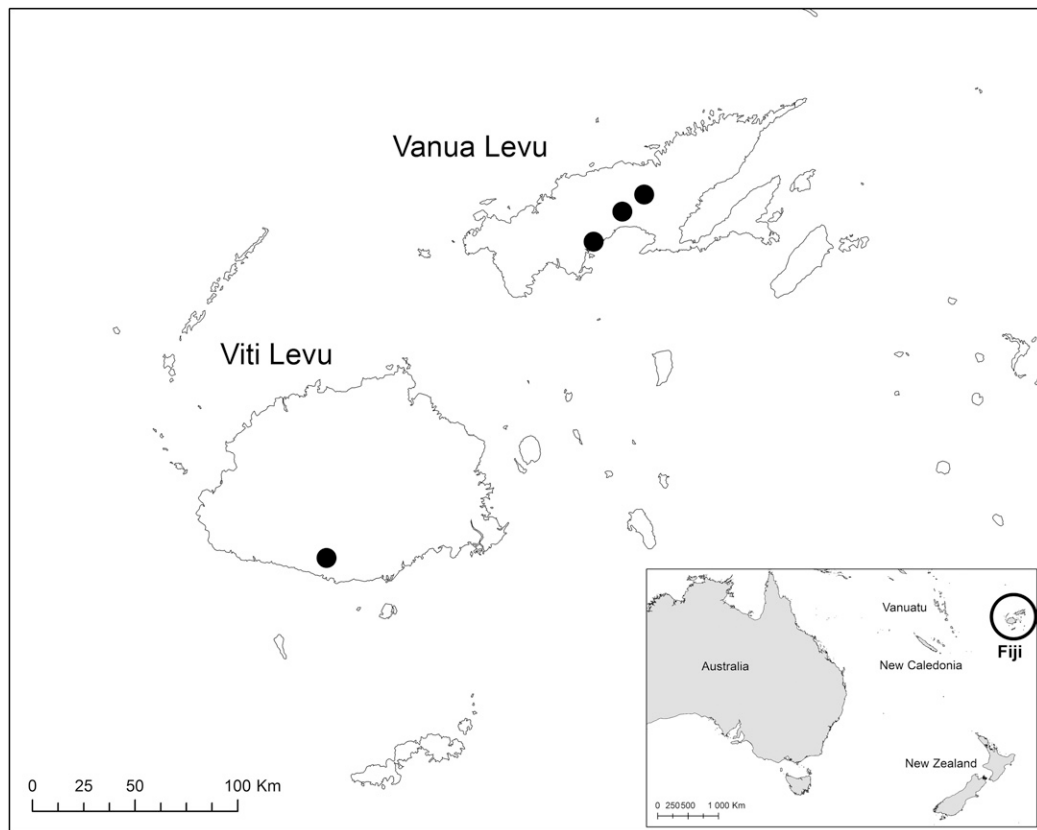 Vanua Levu
Viti Levu
0 25 50 100 Km
Vanuatu
Fiji
Australia
New Caledonia
New Zealand
0 250 500 1 000 Km